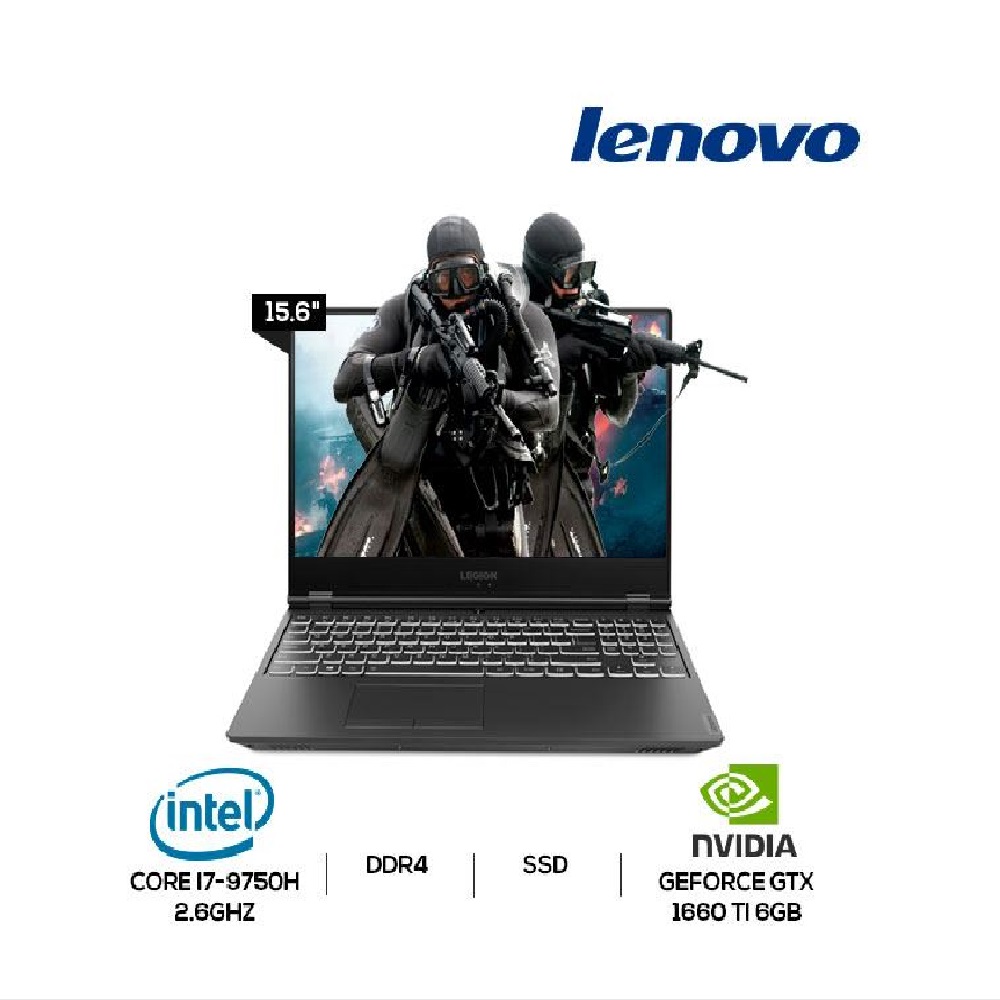 lenovo
15.6"
LEGION
intel
CORE I7-9750H
2.6GHZ
DDR4
SSD
NVIDIA
GEFORCE GTX
1660 TI 6GB